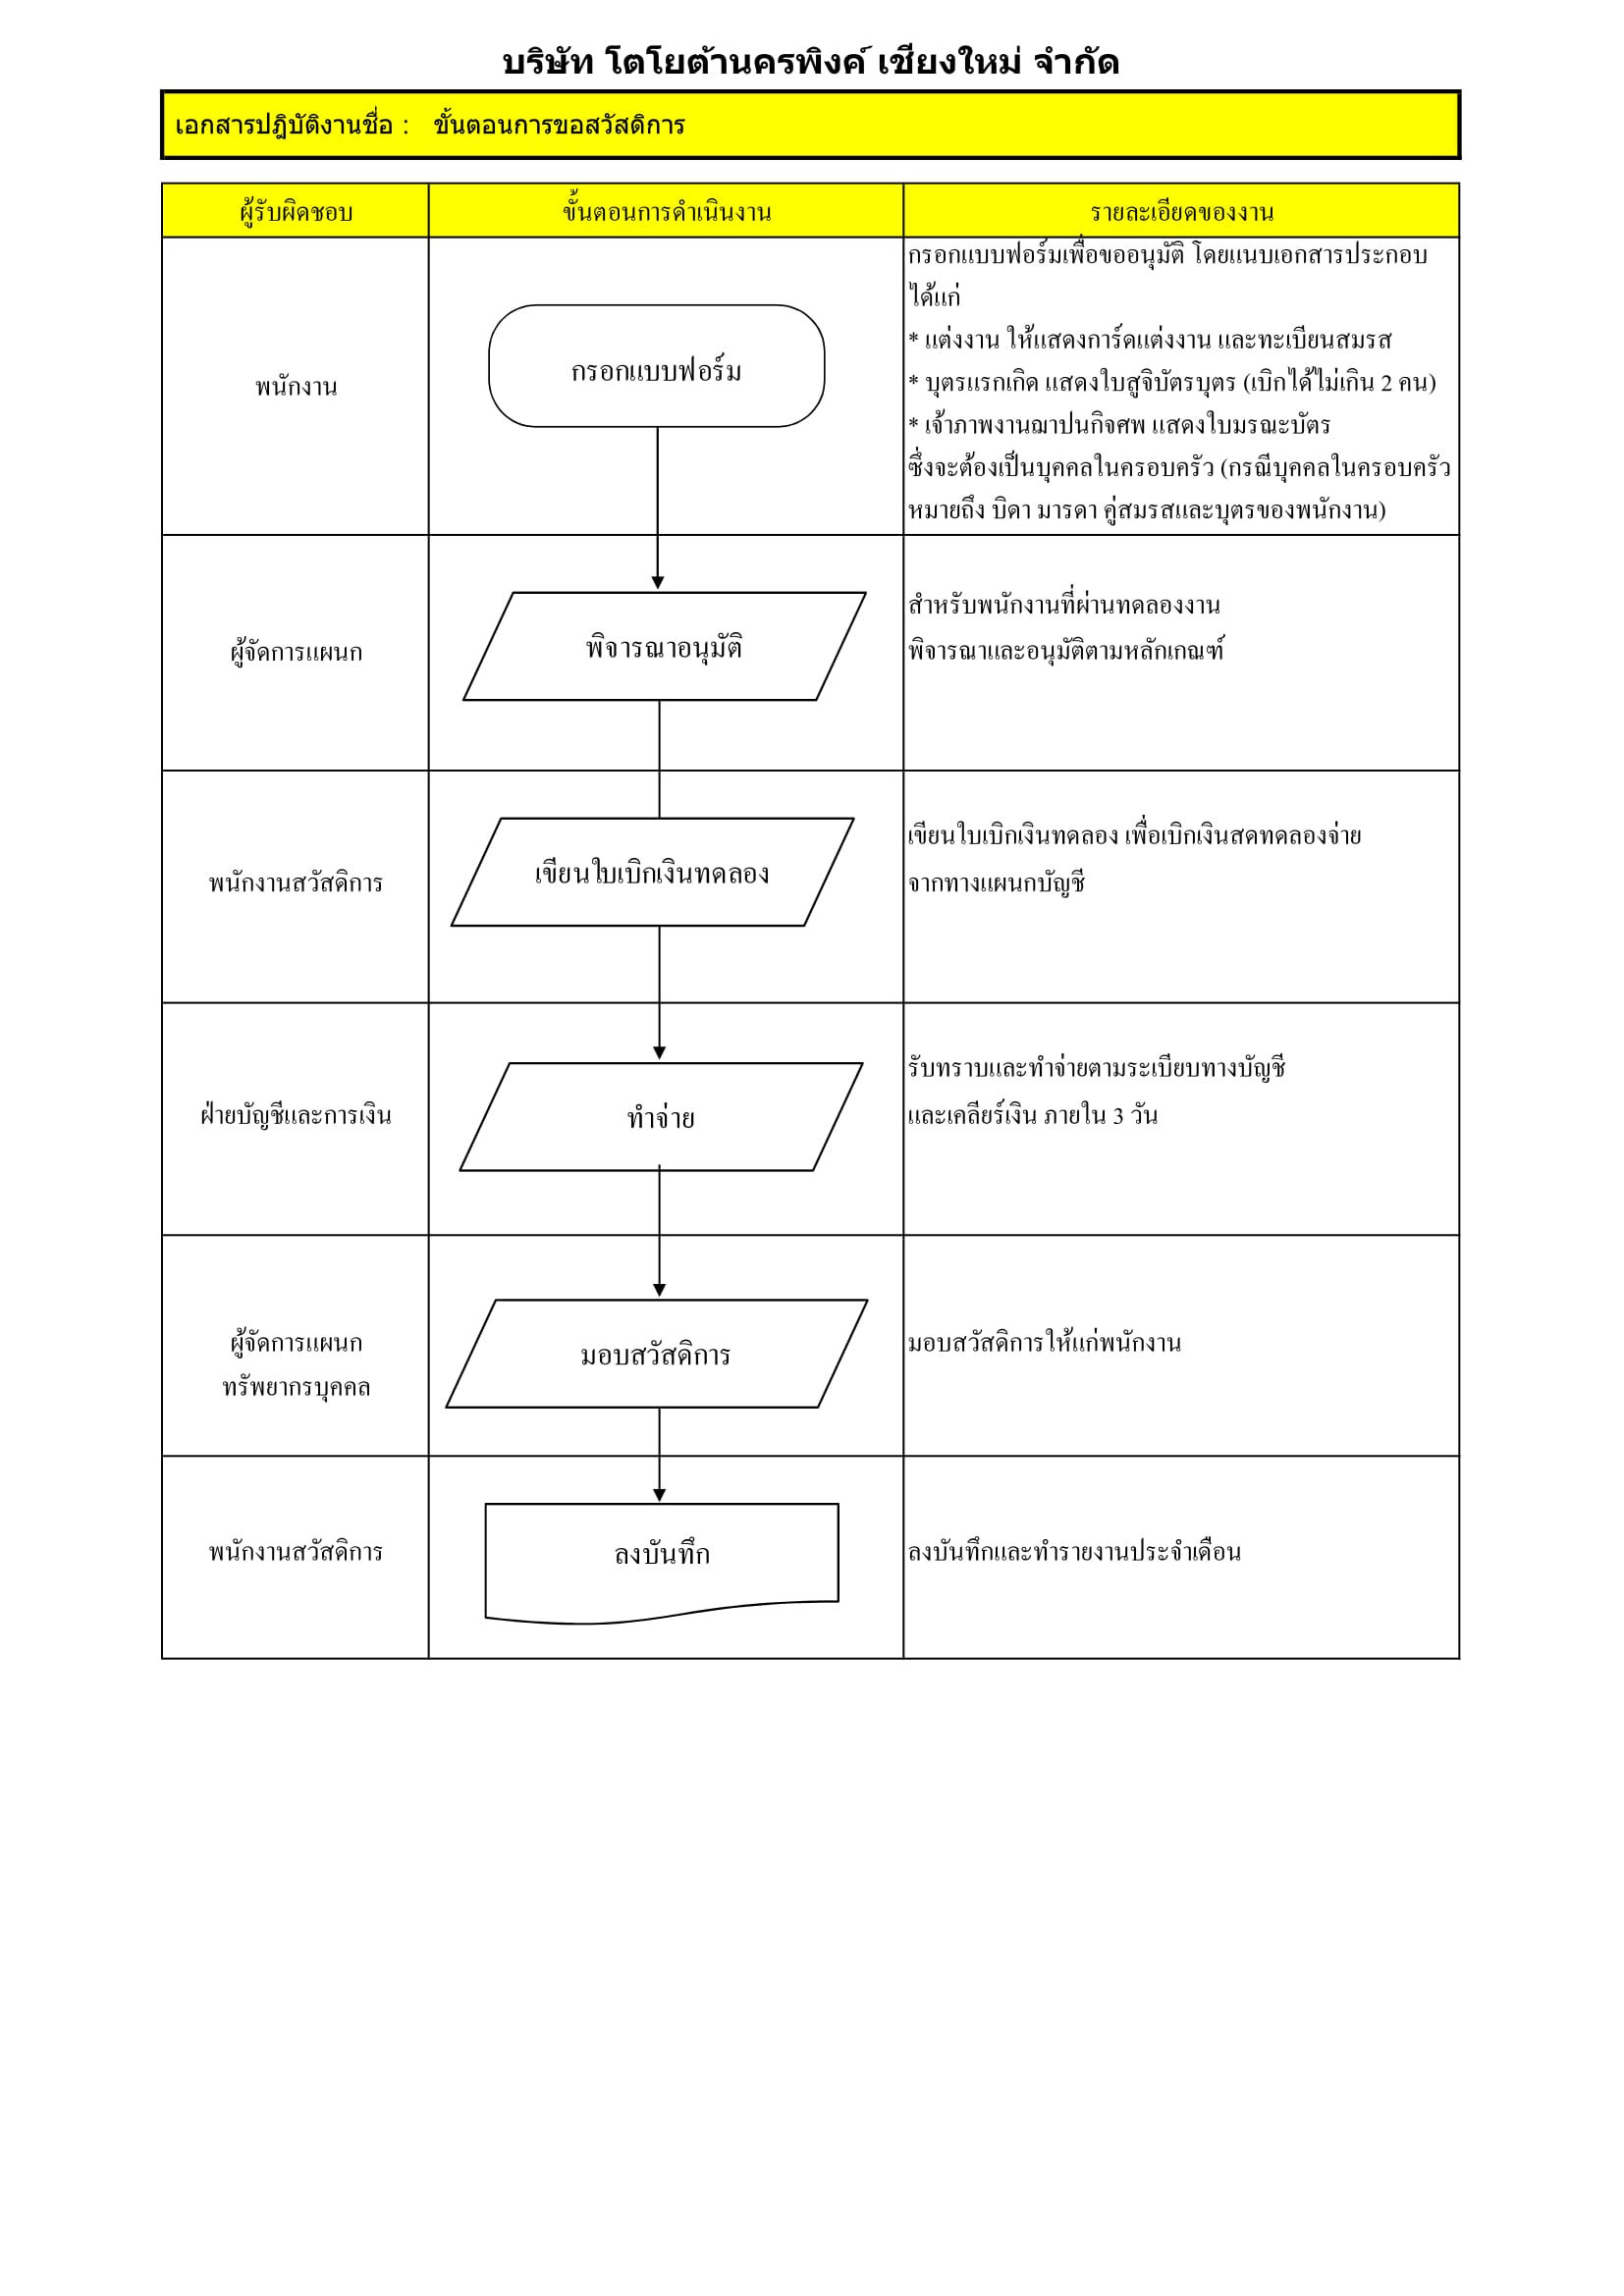 บริษัท โตโยต้านครพิงค์ เชียงใหม่ จำกัด
เอกสารปฎิบัติงานชื่อ : ขั้นตอนการขอสวัสดิการ
ผู้รับผิดชอบ ขั้นตอนการดำเนินงาน รายละเอียดของงาน
พนักงาน
กรอกแบบฟอร์ม
กรอกแบบฟอร์มเพื่อขออนุมัติ โดยแนบเอกสารประกอบ
ได้แก่
* แต่งงาน ให้แสดงการ์ดแต่งงาน และทะเบียนสมรส
* บุตรแรกเกิด แสดงใบสูจิบัตรบุตร (เบิกได้ไม่เกิน 2 คน)
* เจ้าภาพงานฌาปนกิจศพ แสดงใบมรณะบัตร
ซึ่งจะต้องเป็นบุคคลในครอบครัว (กรณีบุคคลในครอบครัว
หมายถึง บิดา มารดา คู่สมรสและบุตรของพนักงาน)
ผู้จัดการแผนก
พิจารณาอนุมัติ
สำหรับพนักงานที่ผ่านทดลองงาน
พิจารณาและอนุมัติตามหลักเกณฑ์
พนักงานสวัสดิการ
เขียนใบเบิกเงินทดลอง
เขียนใบเบิกเงินทดลอง เพื่อเบิกเงินสดทดลองจ่าย
จากทางแผนกบัญชี
ฝ่ายบัญชีและการเงิน
ทำจ่าย
รับทราบและทำจ่ายตามระเบียบทางบัญชี
และเคลียร์เงิน ภายใน 3 วัน
ผู้จัดการแผนก
ทรัพยากรบุคคล
มอบสวัสดิการ
มอบสวัสดิการให้แก่พนักงาน
พนักงานสวัสดิการ
ลงบันทึก
ลงบันทึกและทำรายงานประจำเดือน